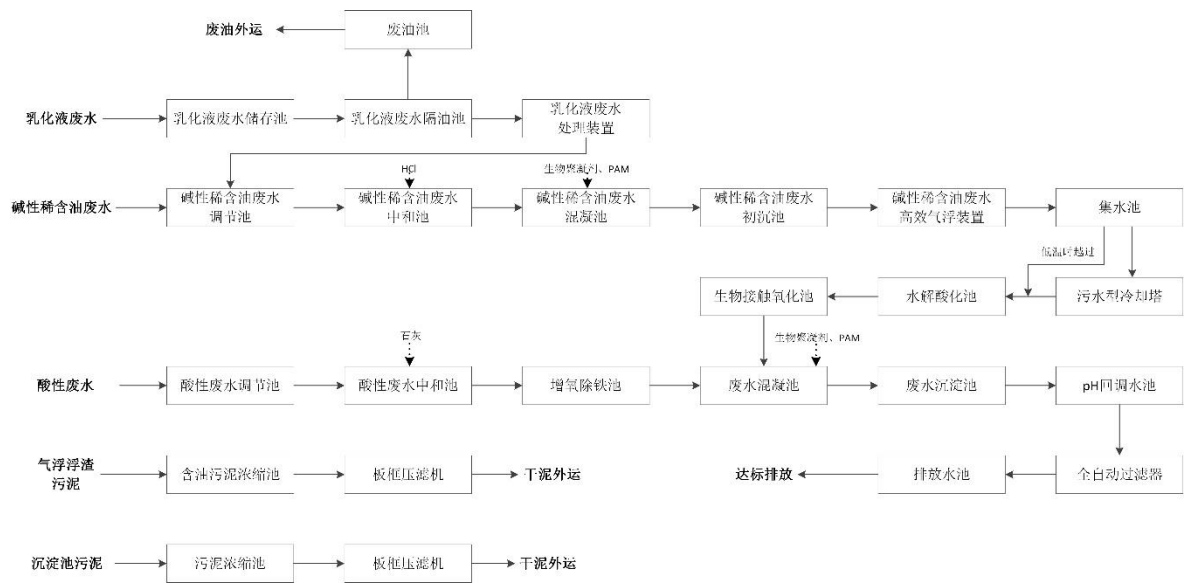 废油外运
废油池
乳化液废水
乳化液废水储存池
乳化液废水隔油池
乳化液废水
处理装置
HCl
生物聚凝剂、PAM
碱性稀含油废水
碱性稀含油废水
调节池
碱性稀含油废水
中和池
碱性稀含油废水
混凝池
碱性稀含油废水
初沉池
碱性稀含油废水
高效气浮装置
集水池
低温时越过
生物接触氧化池
水解酸化池
污水型冷却塔
石灰
生物聚凝剂、PAM
酸性废水
酸性废水调节池
酸性废水中和池
增氧除铁池
废水混凝池
废水沉淀池
pH回调水池
气浮浮渣
污泥
含油污泥浓缩池
板框压滤机
干泥外运
达标排放
排放水池
全自动过滤器
沉淀池污泥
污泥浓缩池
板框压滤机
干泥外运